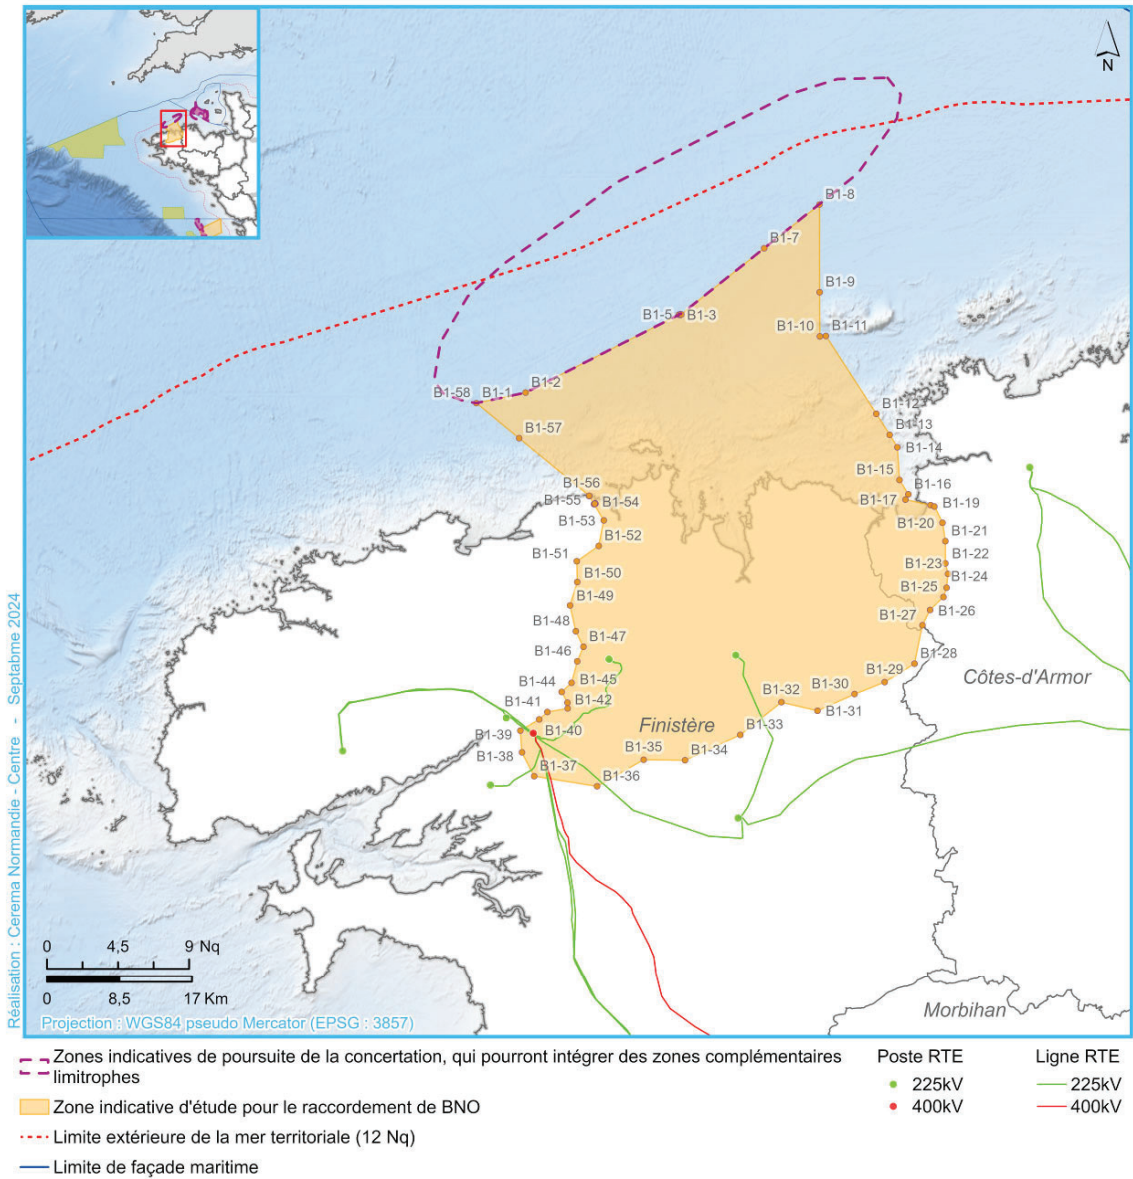 N
B1-8
B1-7
B1-9
B1-5 B1-3
B1-10 B1-11
B1-58 B1-1 B1-2
B1-12
B1-13
B1-57
B1-14
B1-15
B1-56
B1-16
B1-55 B1-54
B1-17 B1-19
B1-53
B1-20 B1-21
B1-52
B1-51
B1-22
B1-50
B1-23
B1-24
B1-49
B1-25
B1-48
B1-27 B1-26
B1-47
B1-46
B1-28
B1-45
B1-29
B1-44
B1-30
Côtes-d'Armor
B1-42
B1-32
B1-41
B1-31
B1-40
Finistère
B1-39
B1-33
B1-38
B1-35 B1-34
B1-37
B1-36
Morbihan
0 4,5 9 Nq
0 8,5 17 Km
Projection : WGS84 pseudo Mercator (EPSG : 3857)
Réalisation : Cerema Normandie - Centre - Septabme 2024
Zones indicatives de poursuite de la concertation, qui pourront intégrer des zones complémentaires
limitrophes
Zone indicative d'étude pour le raccordement de BNO
Limite extérieure de la mer territoriale (12 Nq)
Limite de façade maritime
Poste RTE
225kV
400kV
Ligne RTE
225kV
400kV